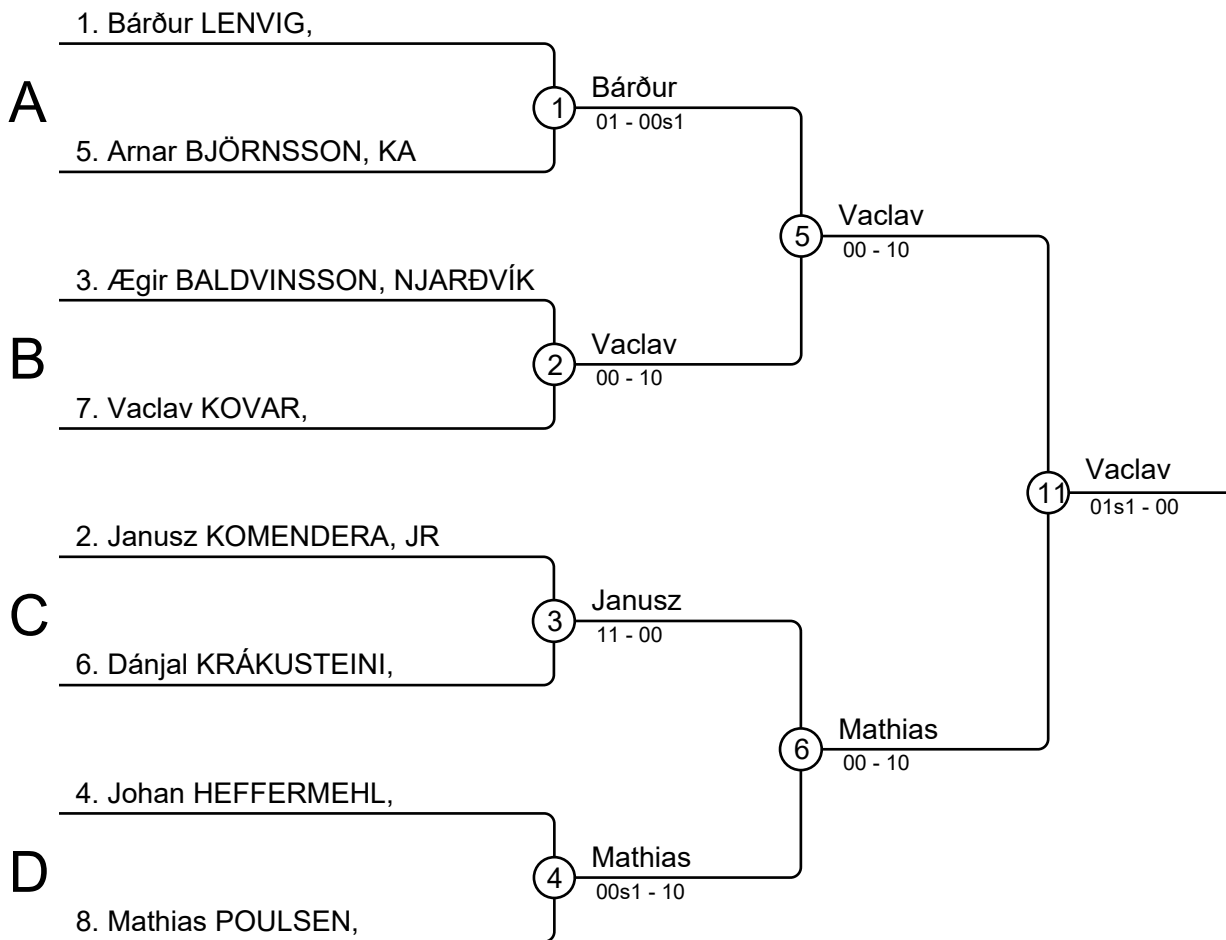 1. Bárður LENVIG,
A
1
Bárður
01 - 00s1
5. Arnar BJÖRNSSON, KA
5
Vaclav
00 - 10
3. Ægir BALDVINSSON, NJARÐVÍK
B
2
Vaclav
00 - 10
7. Vaclav KOVAR,
11
Vaclav
01s1 - 00
2. Janusz KOMENDERA, JR
C
3
Janusz
11 - 00
6. Dánjal KRÁKUSTEINI,
6
Mathias
00 - 10
4. Johan HEFFERMEHL,
D
4
Mathias
00s1 - 10
8. Mathias POULSEN,